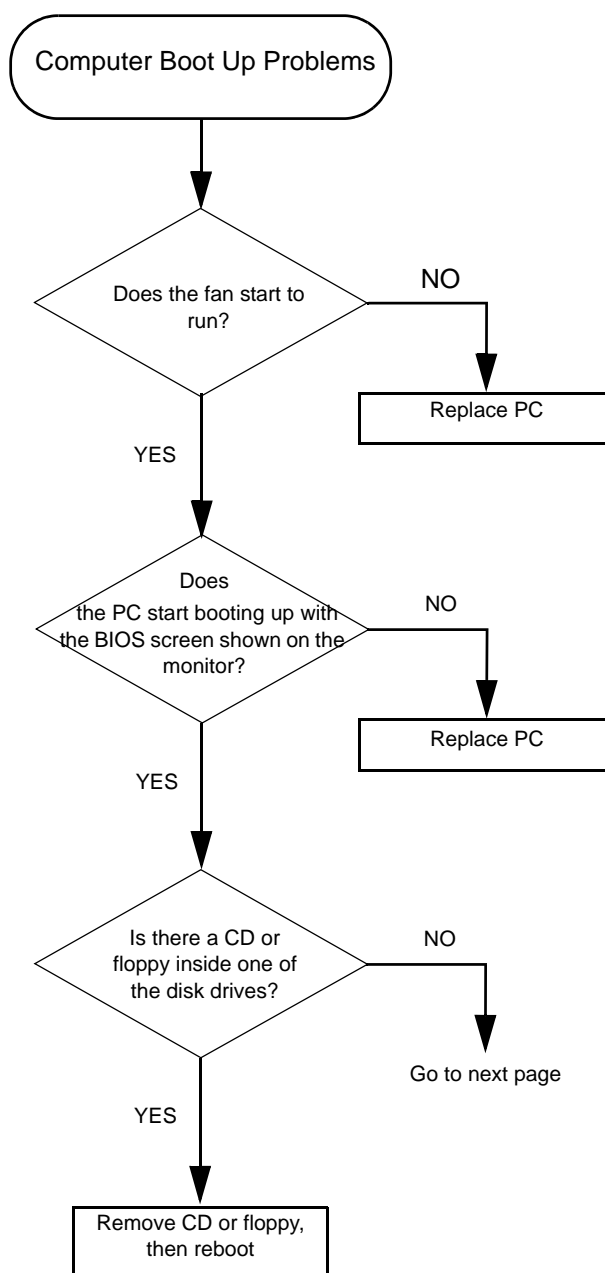 Computer Boot Up Problems
Does the fan start to
run?
NO
Replace PC
YES
Does
the PC start booting up with
the BIOS screen shown on the
monitor?
NO
Replace PC
YES
Is there a CD or
floppy inside one of
the disk drives?
NO
Go to next page
YES
Remove CD or floppy,
then reboot